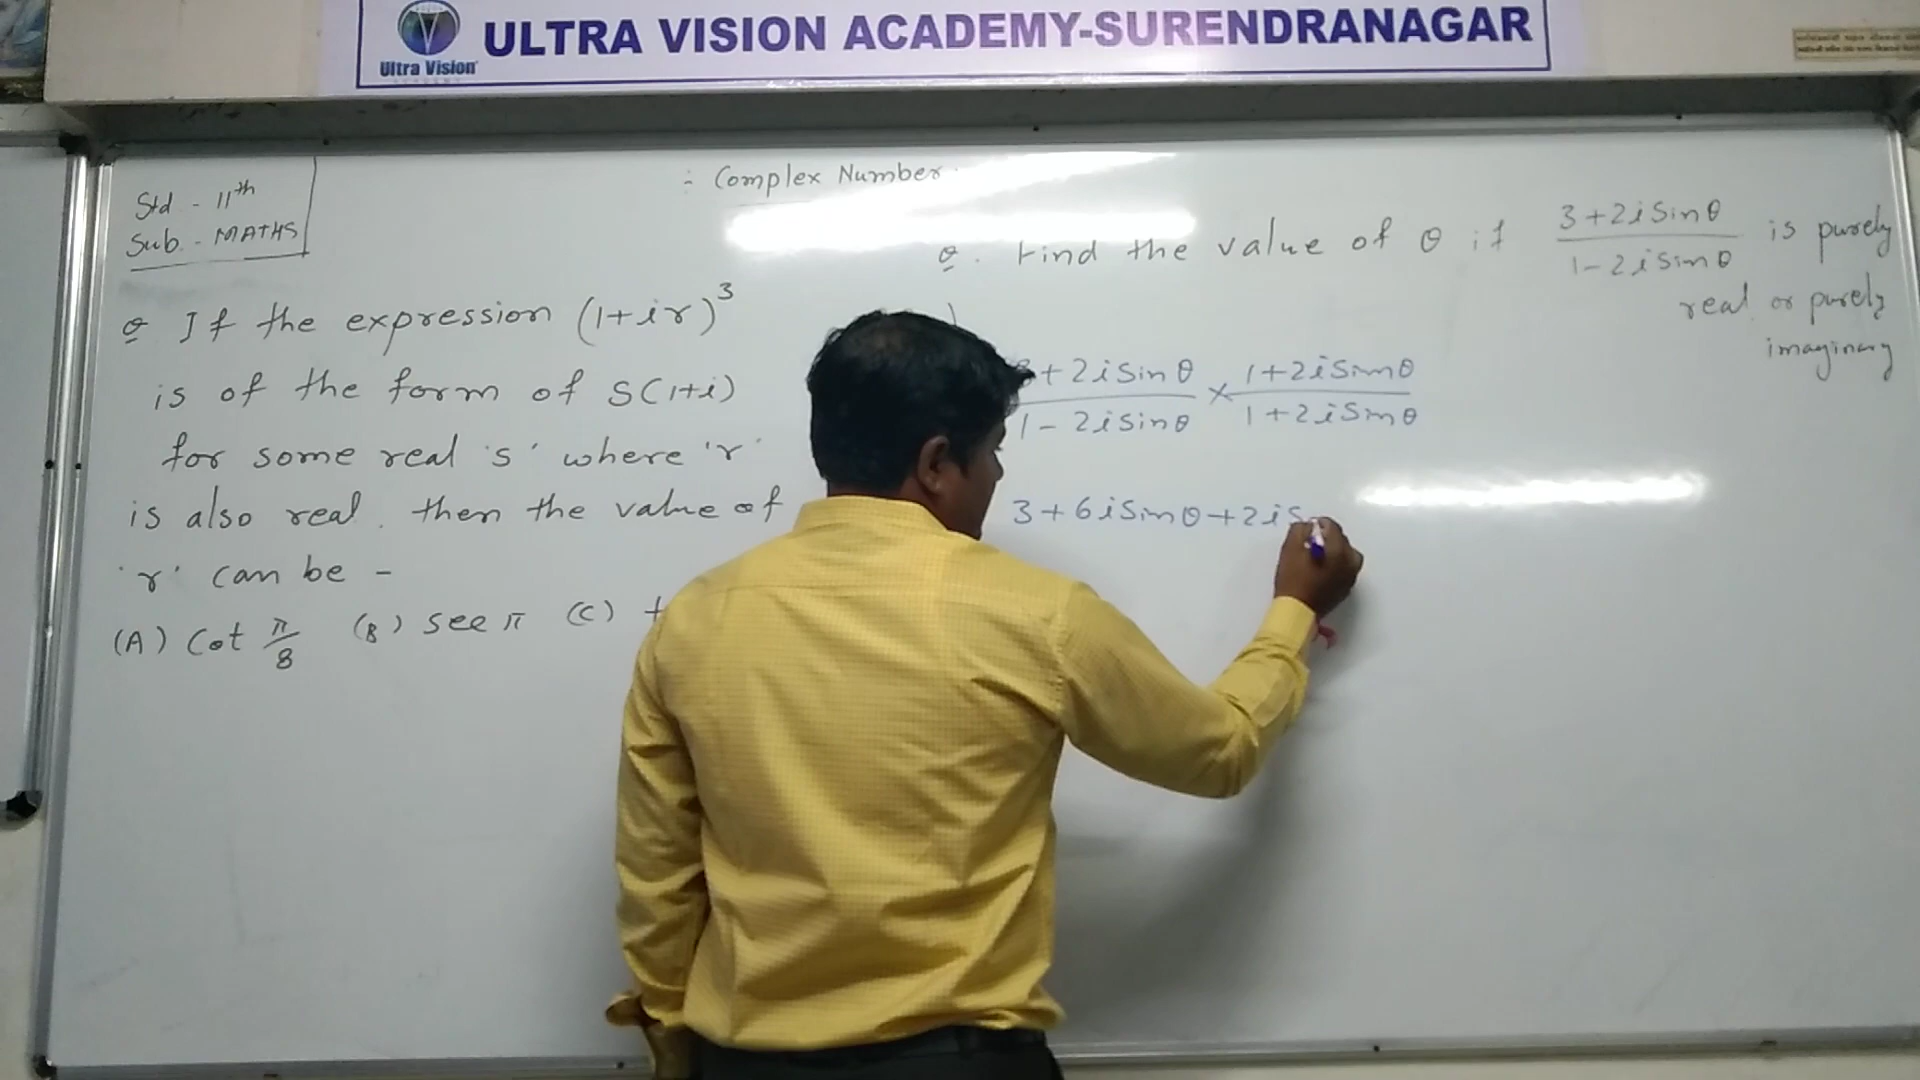 ULTRA VISION ACADEMY-SURENDRANAGAR
Ultra Vision
Std - 11th
Sub - MATHS
:- Complex Number
Q If the expression (1+ir)³
is of the form of S(1+i)
for some real 's' where 'r'
is also real. then the value of
'r' can be -
(A) Cot π/8 (B) sec π (C)
Q. Find the value of θ if (3+2i Sinθ)/(1-2i Sinθ) is purely
real or purely
imaginary
+2i Sinθ/1-2i Sinθ × 1+2i Sinθ/1+2i Sinθ
3+6i Sinθ+2i